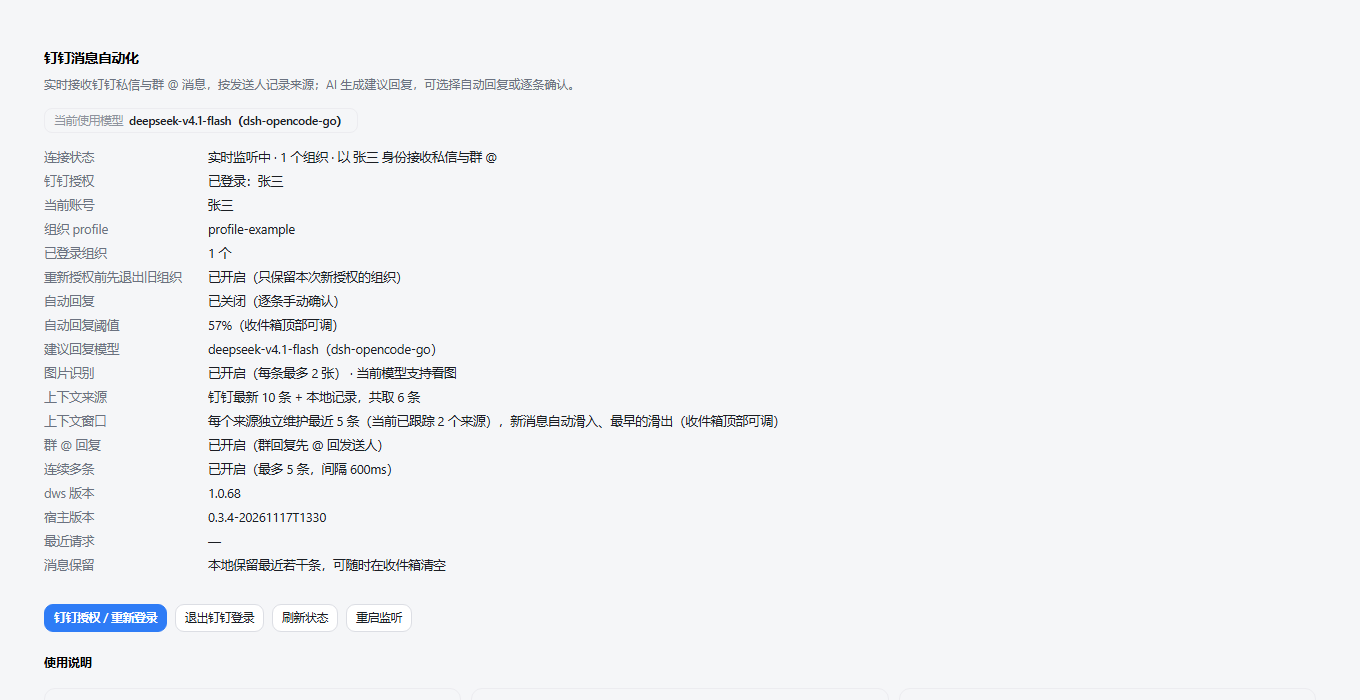 钉钉消息自动化
实时接收钉钉私信与群 @ 消息，按发送人记录来源；AI 生成建议回复，可选择自动回复或逐条确认。
当前使用模型 deepseek-v4.1-flash（dsh-opencode-go）
连接状态 实时监听中 · 1 个组织 · 以 张三 身份接收私信与群 @
钉钉授权 已登录：张三
当前账号 张三
组织 profile profile-example
已登录组织 1 个
重新授权前先退出旧组织 已开启（只保留本次新授权的组织）
自动回复 已关闭（逐条手动确认）
自动回复阈值 57%（收件箱顶部可调）
建议回复模型 deepseek-v4.1-flash（dsh-opencode-go）
图片识别 已开启（每条最多 2 张） · 当前模型支持看图
上下文来源 钉钉最新 10 条 + 本地记录，共取 6 条
上下文窗口 每个来源独立维护最近 5 条（当前已跟踪 2 个来源），新消息自动滑入、最早的滑出（收件箱顶部可调）
群 @ 回复 已开启（群回复先 @ 回发送人）
连续多条 已开启（最多 5 条，间隔 600ms）
dws 版本 1.0.68
宿主版本 0.3.4-20261117T1330
最近请求 —
消息保留 本地保留最近若干条，可随时在收件箱清空
钉钉授权 / 重新登录 退出钉钉登录 刷新状态 重启监听
使用说明